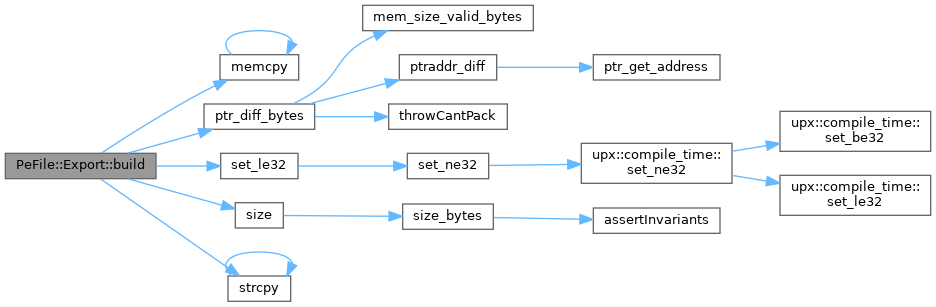 mem_size_valid_bytes
memcpy
ptraddr_diff
ptr_get_address
ptr_diff_bytes
throwCantPack
upx::compile_time::
set_be32
PeFile::Export::build
set_le32
set_ne32
upx::compile_time::
set_ne32
upx::compile_time::
set_le32
size
size_bytes
assertInvariants
strcpy